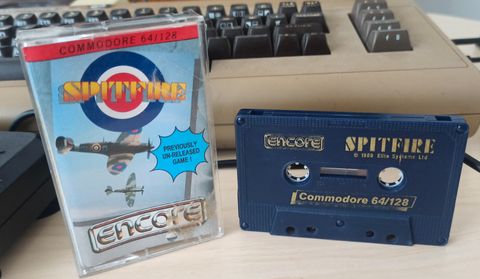 COMMODORE 64/128
SPITFIRE
PREVIOUSLY
UN-RELEASED
GAME!
encore
encore
SPITFIRE
© 1989 Elite Systems Ltd
Commodore 64/128